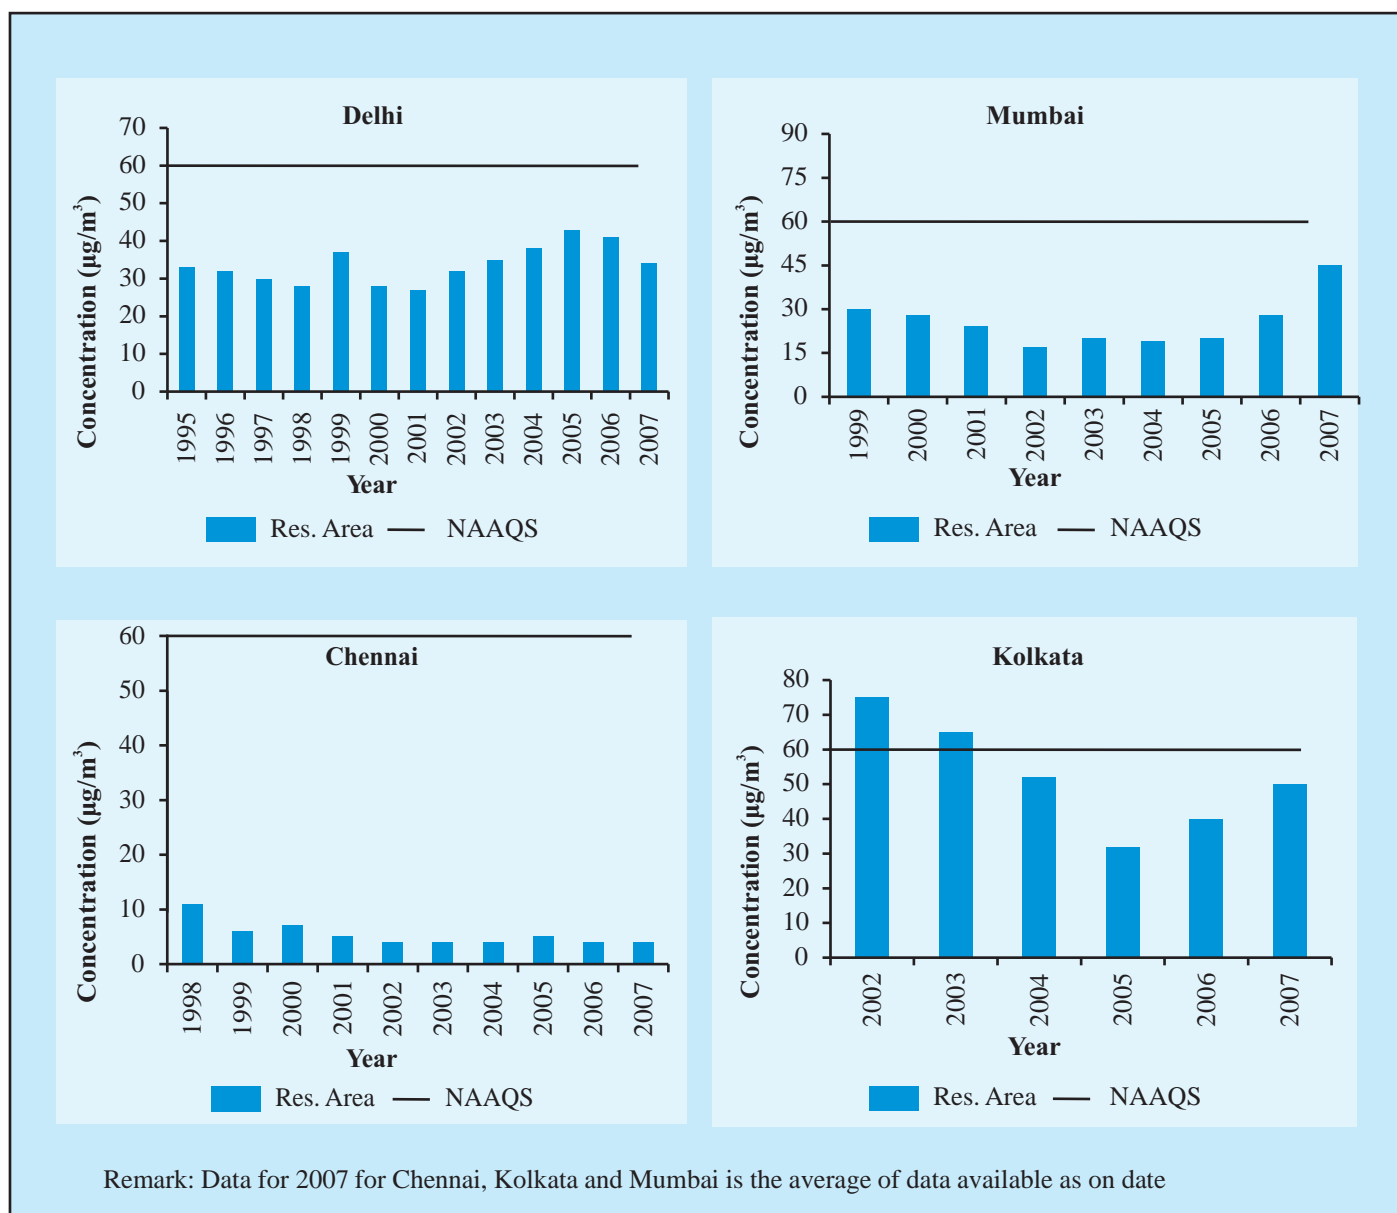 Delhi
70
60
50
40
30
20
10
0
Concentration (µg/m³)
1995 1996 1997 1998 1999 2000 2001 2002 2003 2004 2005 2006 2007
Year
Res. Area NAAQS
Mumbai
90
75
60
45
30
15
0
Concentration (µg/m³)
1999 2000 2001 2002 2003 2004 2005 2006 2007
Year
Res. Area NAAQS
Chennai
60
50
40
30
20
10
0
Concentration (µg/m³)
1998 1999 2000 2001 2002 2003 2004 2005 2006 2007
Year
Res. Area NAAQS
Kolkata
80
70
60
50
40
30
20
10
0
Concentration (µg/m³)
2002 2003 2004 2005 2006 2007
Year
Res. Area NAAQS
Remark: Data for 2007 for Chennai, Kolkata and Mumbai is the average of data available as on date